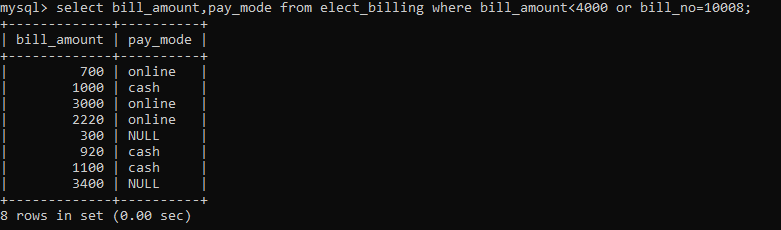 mysql> select bill_amount,pay_mode from elect_billing where bill_amount<4000 or bill_no=10008;
+-------------+----------+
| bill_amount | pay_mode |
+-------------+----------+
|         700 | online   |
|        1000 | cash     |
|        3000 | online   |
|        2220 | online   |
|         300 | NULL     |
|         920 | cash     |
|        1100 | cash     |
|        3400 | NULL     |
+-------------+----------+
8 rows in set (0.00 sec)